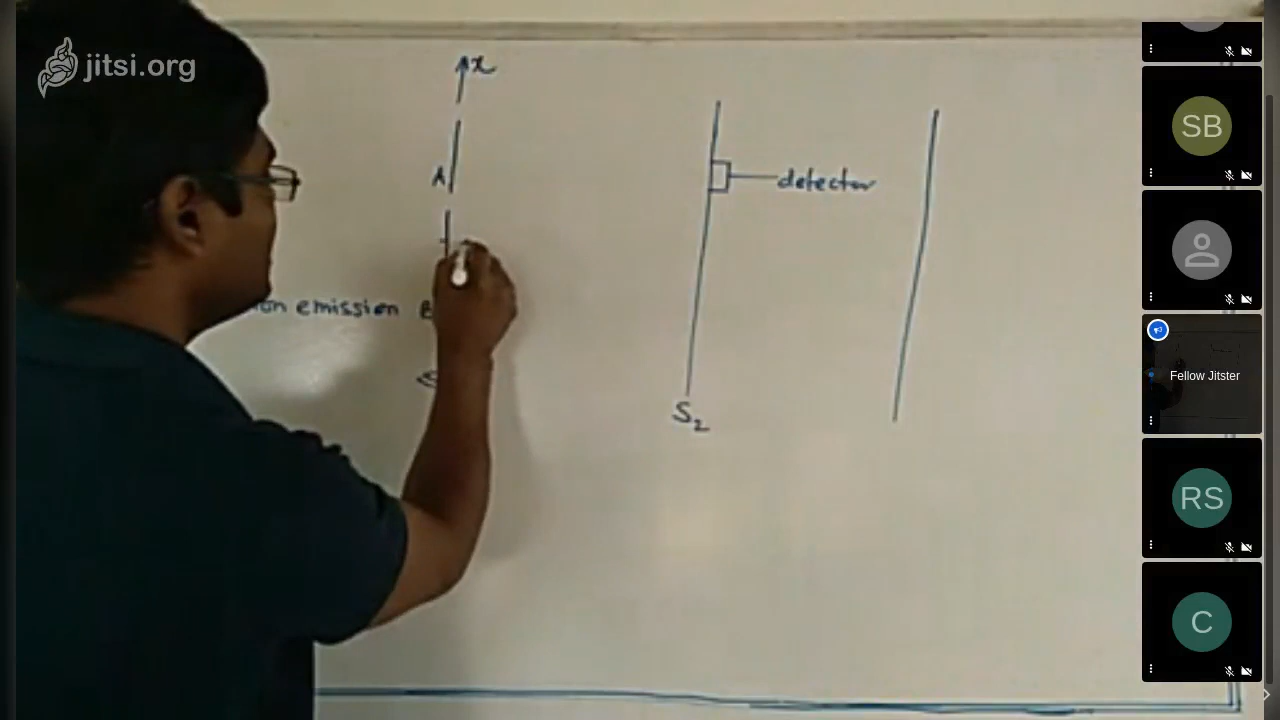 jitsi.org
x
A
detector
emission B
S2
SB
Fellow Jitster
RS
C